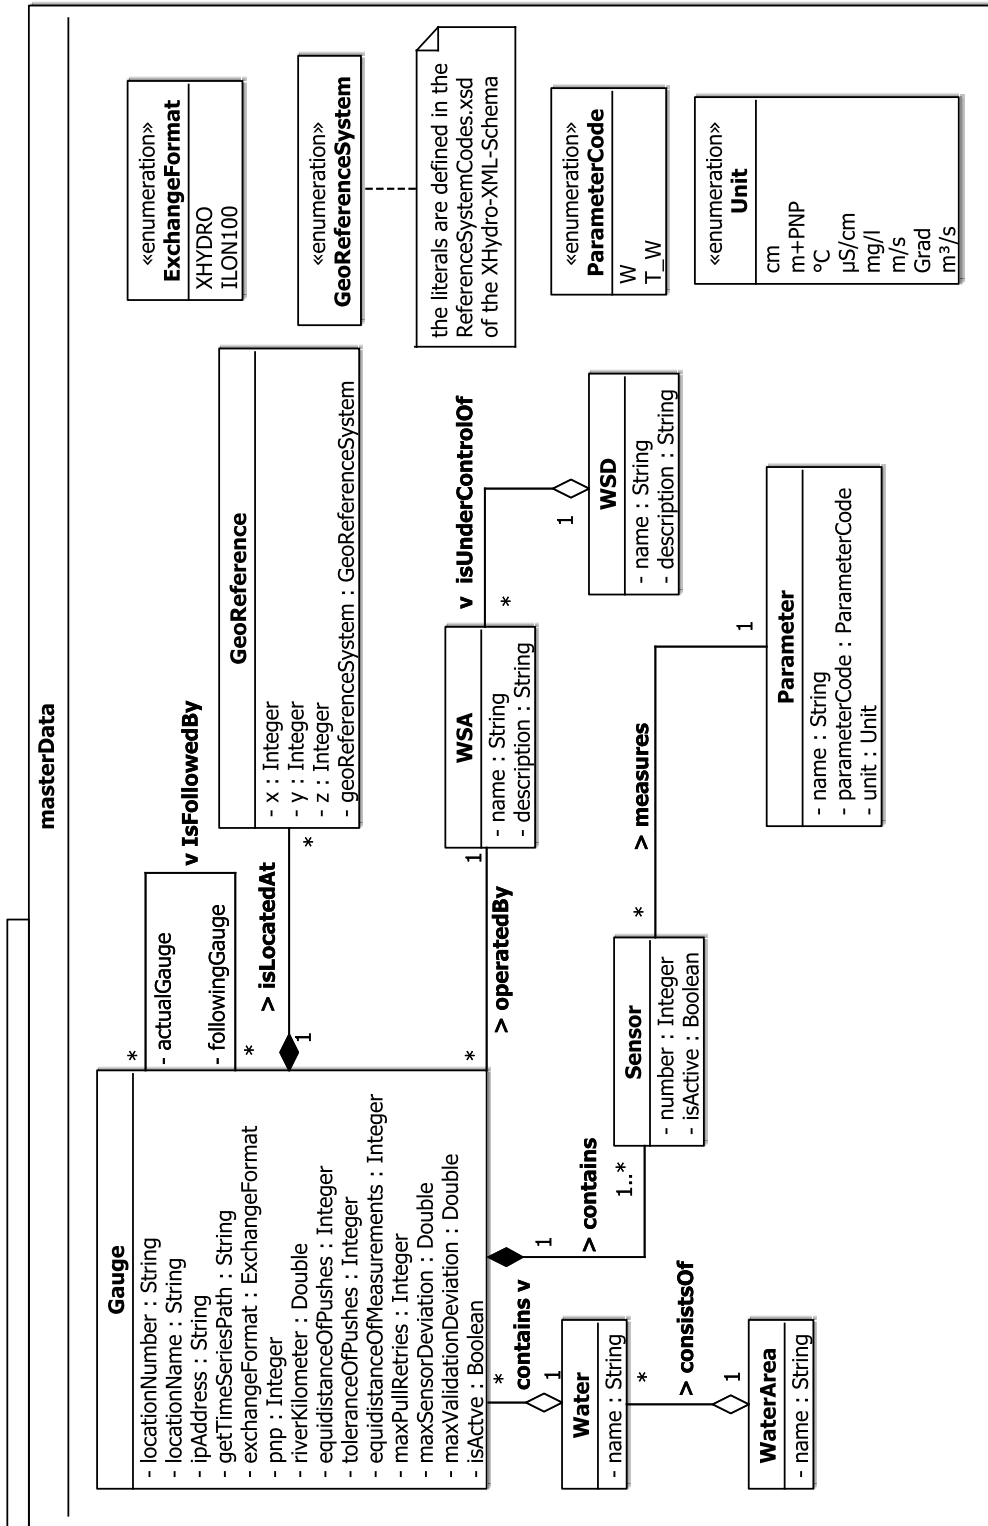 masterData
Gauge
- locationNumber : String
- locationName : String
- ipAddress : String
- getTimeSeriesPath : String
- exchangeFormat : ExchangeFormat
- pnp : Integer
- riverKilometer : Double
- equidistanceOfPushes : Integer
- toleranceOfPushes : Integer
- equidistanceOfMeasurements : Integer
- maxPullRetries : Integer
- maxSensorDeviation : Double
- maxValidationDeviation : Double
- isActve : Boolean
*
- actualGauge
- followingGauge
*
v IsFollowedBy
1
> isLocatedAt
*
GeoReference
- x : Integer
- y : Integer
- z : Integer
- geoReferenceSystem : GeoReferenceSystem
«enumeration»
ExchangeFormat
XHYDRO
ILON100
«enumeration»
GeoReferenceSystem
the literals are defined in the
ReferenceSystemCodes.xsd
of the XHydro-XML-Schema
*
> operatedBy
1
WSA
- name : String
- description : String
v isUnderControlOf
*
1
WSD
- name : String
- description : String
«enumeration»
ParameterCode
W
T_W
«enumeration»
Unit
cm
m+PNP
°C
µS/cm
mg/l
m/s
Grad
m³/s
*
contains v
1
Water
- name : String
*
> consistsOf
1
WaterArea
- name : String
1
> contains
1..*
Sensor
- number : Integer
- isActive : Boolean
*
> measures
1
Parameter
- name : String
- parameterCode : ParameterCode
- unit : Unit